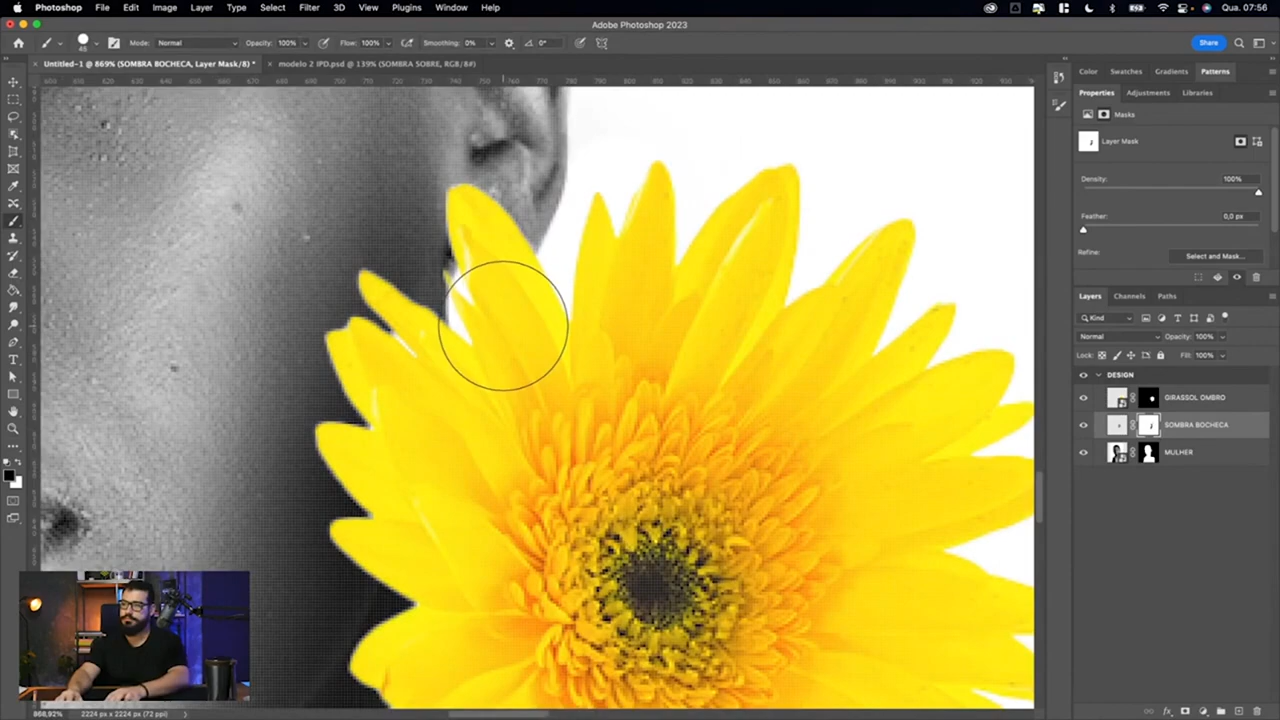 Photoshop File Edit Image Layer Type Select Filter 3D View Plugins Window Help Qua. 07:56
Adobe Photoshop 2023
45 Mode: Normal Opacity: 100% Flow: 100% Smoothing: 0% 0° Share
Untitled-1 @ 869% (SOMBRA BOCHECA, Layer Mask/8) * modelo 2 IPD.psd @ 139% (SOMBRA SOBRE, RGB/8#)
Color Swatches Gradients Patterns
Properties Adjustments Libraries
Masks
Layer Mask
Density: 100%
Feather: 0,0 px
Refine: Select and Mask...
Layers Channels Paths
Kind
Normal Opacity: 100%
Lock: Fill: 100%
DESIGN
GIRASSOL OMBRO
SOMBRA BOCHECA
MULHER
868,92% 2224 px x 2224 px (72 ppi)